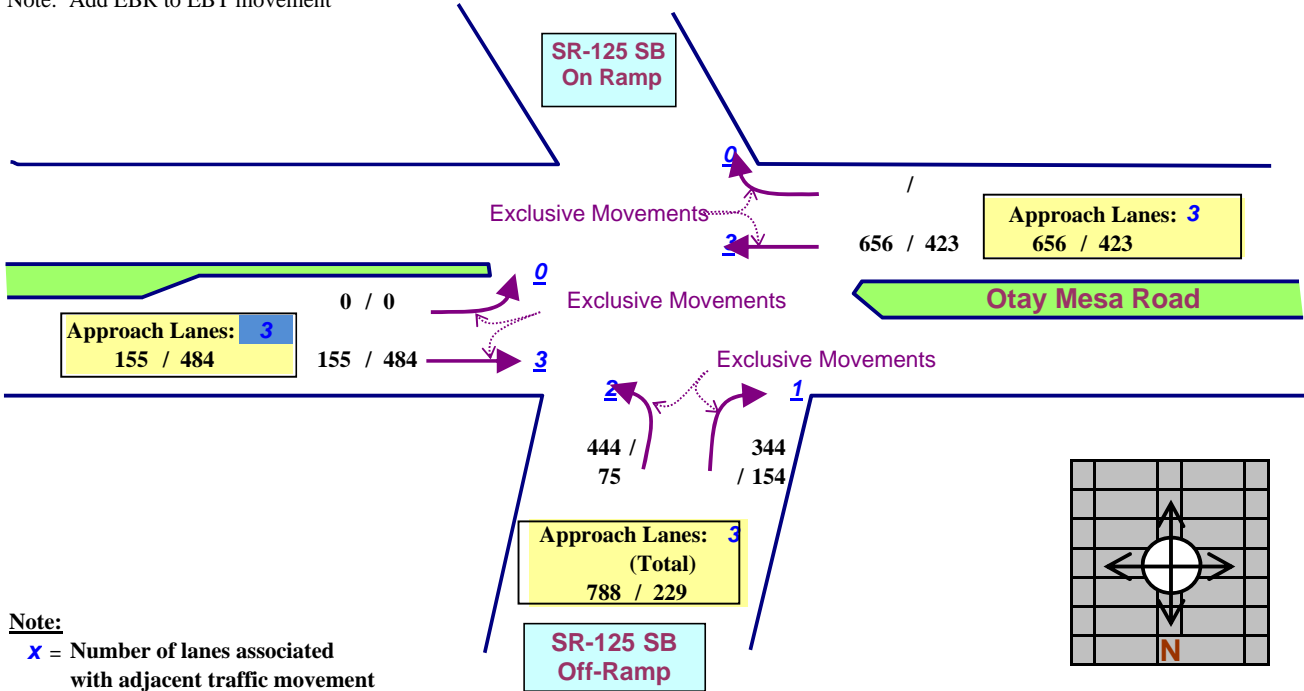 Note: Add EBR to EBT movement
SR-125 SB
On Ramp
0
/
Exclusive Movements
Approach Lanes: 3
3
656 / 423
656 / 423
0
0 / 0
Exclusive Movements
Otay Mesa Road
Approach Lanes: 3
155 / 484
155 / 484
3
Exclusive Movements
2
1
444 /
75
344
/ 154
Approach Lanes: 3
(Total)
788 / 229
Note:
x = Number of lanes associated
with adjacent traffic movement
SR-125 SB
Off-Ramp
N